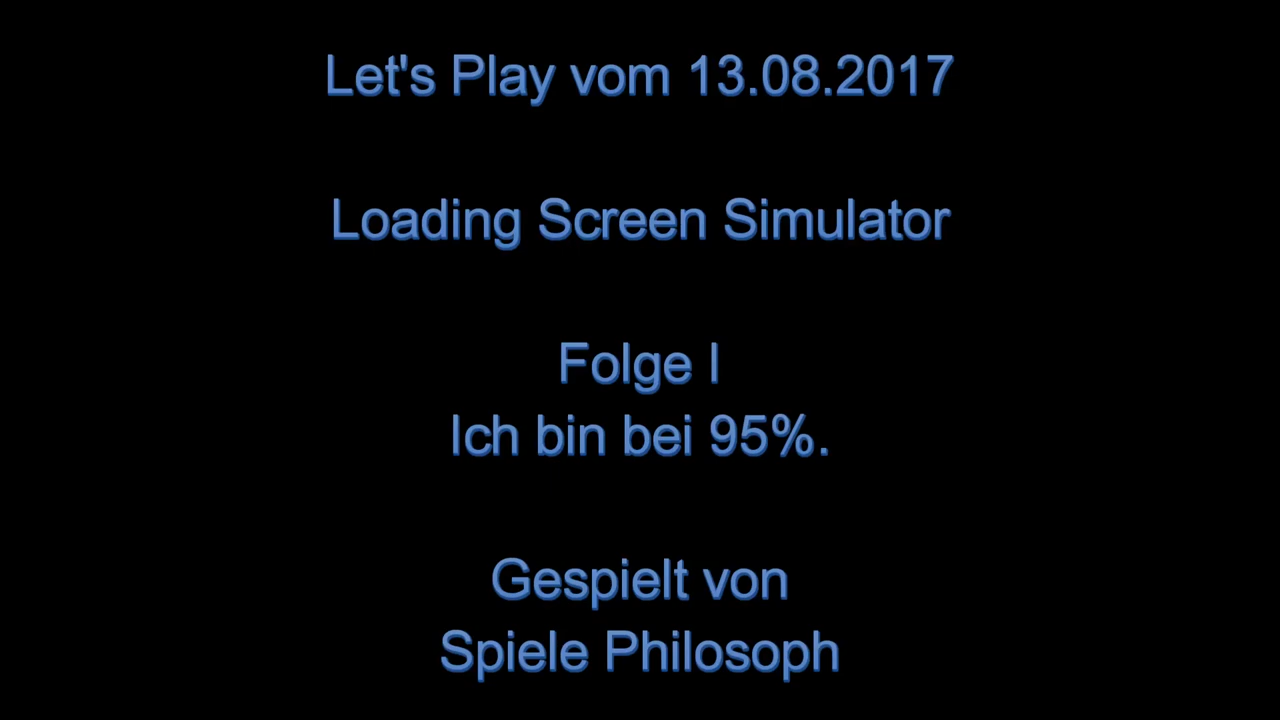 Let's Play vom 13.08.2017
Loading Screen Simulator
Folge I
Ich bin bei 95%.
Gespielt von
Spiele Philosoph